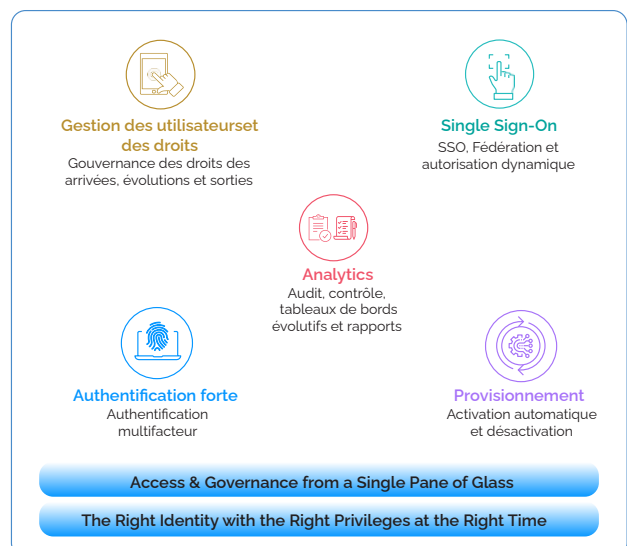 Gestion des utilisateurset
des droits
Gouvernance des droits des
arrivées, évolutions et sorties
Single Sign-On
SSO, Fédération et
autorisation dynamique
Analytics
Audit, contrôle,
tableaux de bords
évolutifs et rapports
Authentification forte
Authentification
multifacteur
Provisionnement
Activation automatique
et désactivation
Access & Governance from a Single Pane of Glass
The Right Identity with the Right Privileges at the Right Time